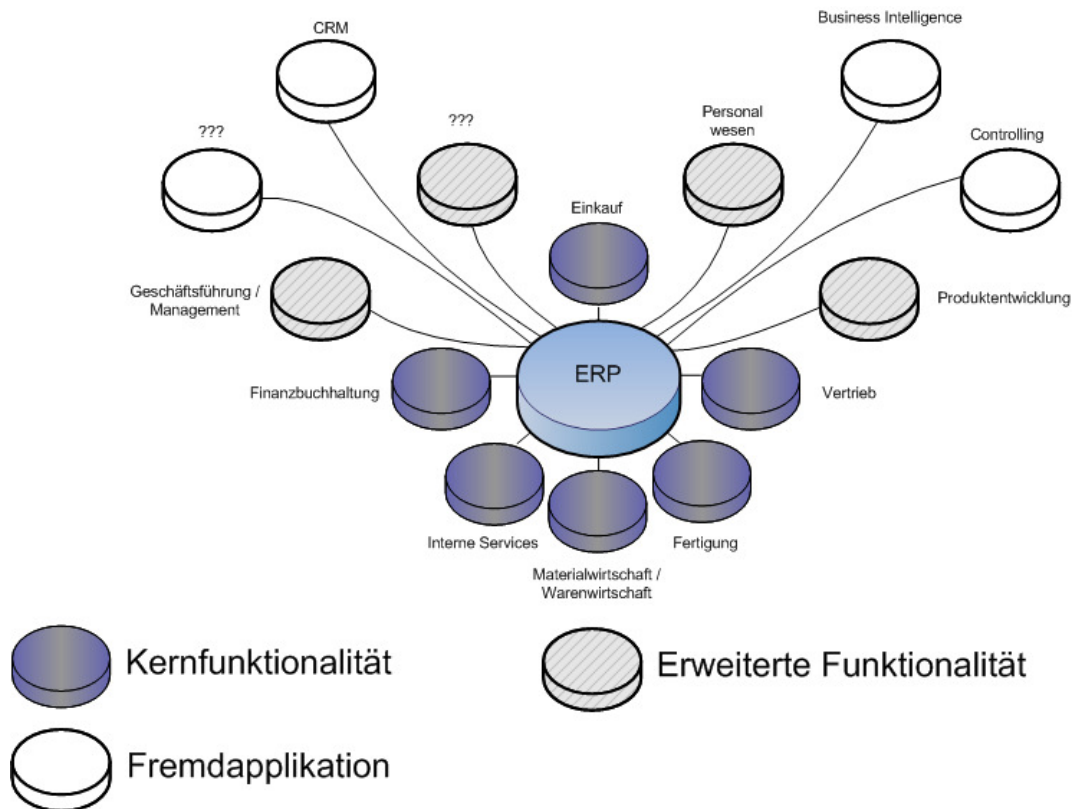 CRM
Business Intelligence
???
???
Personal
wesen
Controlling
Einkauf
Geschäftsführung /
Management
Produktentwicklung
ERP
Finanzbuchhaltung
Vertrieb
Interne Services
Fertigung
Materialwirtschaft /
Warenwirtschaft
Kernfunktionalität
Erweiterte Funktionalität
Fremdapplikation